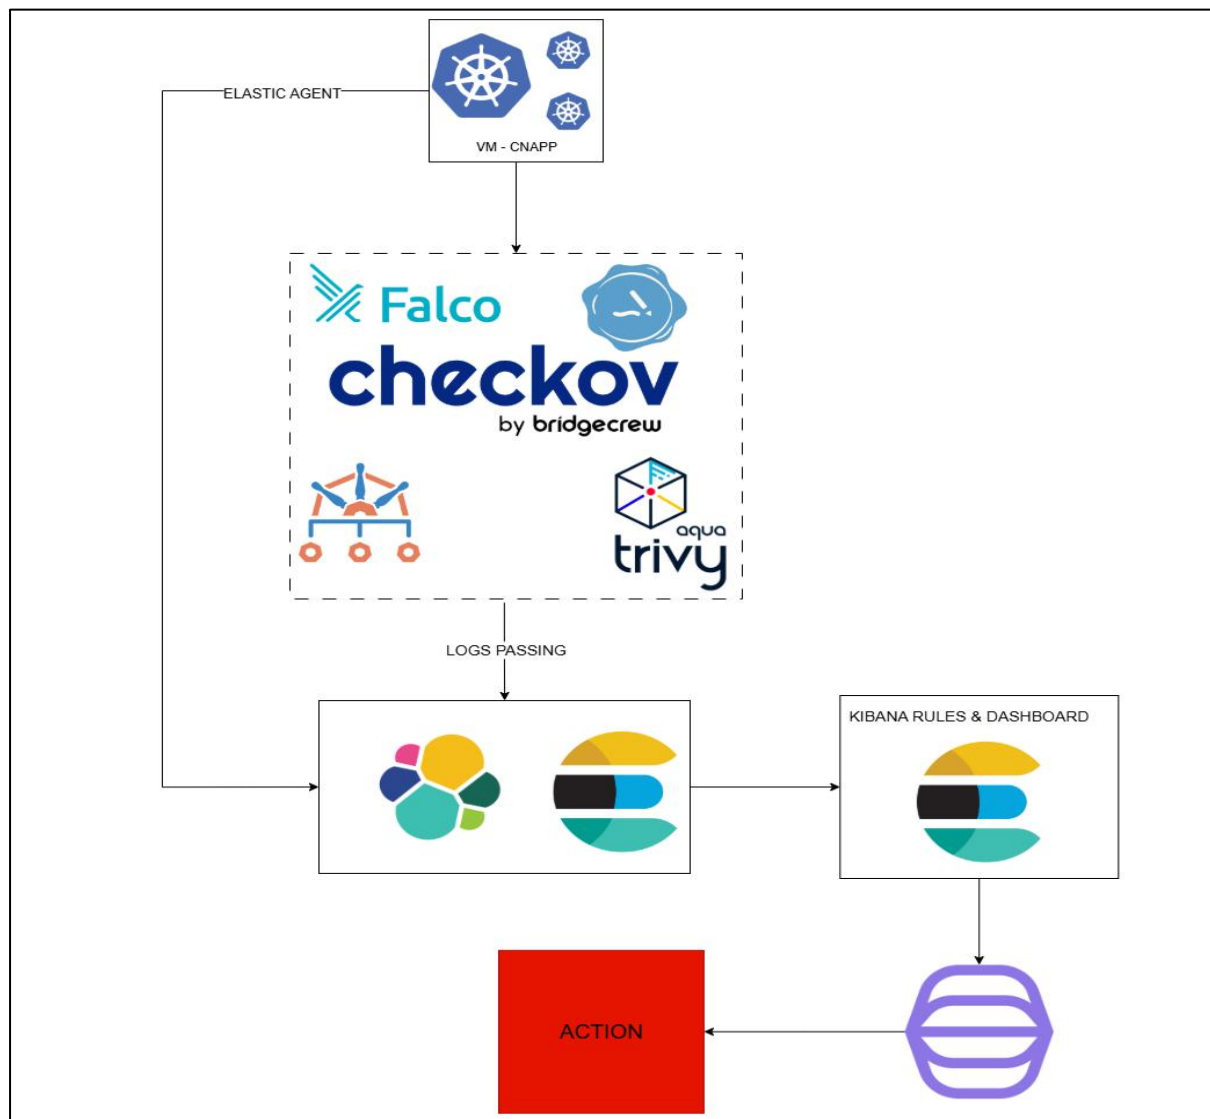 ELASTIC AGENT
VM - CNAPP
Falco
checkov
by bridgecrew
aqua
trivy
LOGS PASSING
KIBANA RULES & DASHBOARD
ACTION